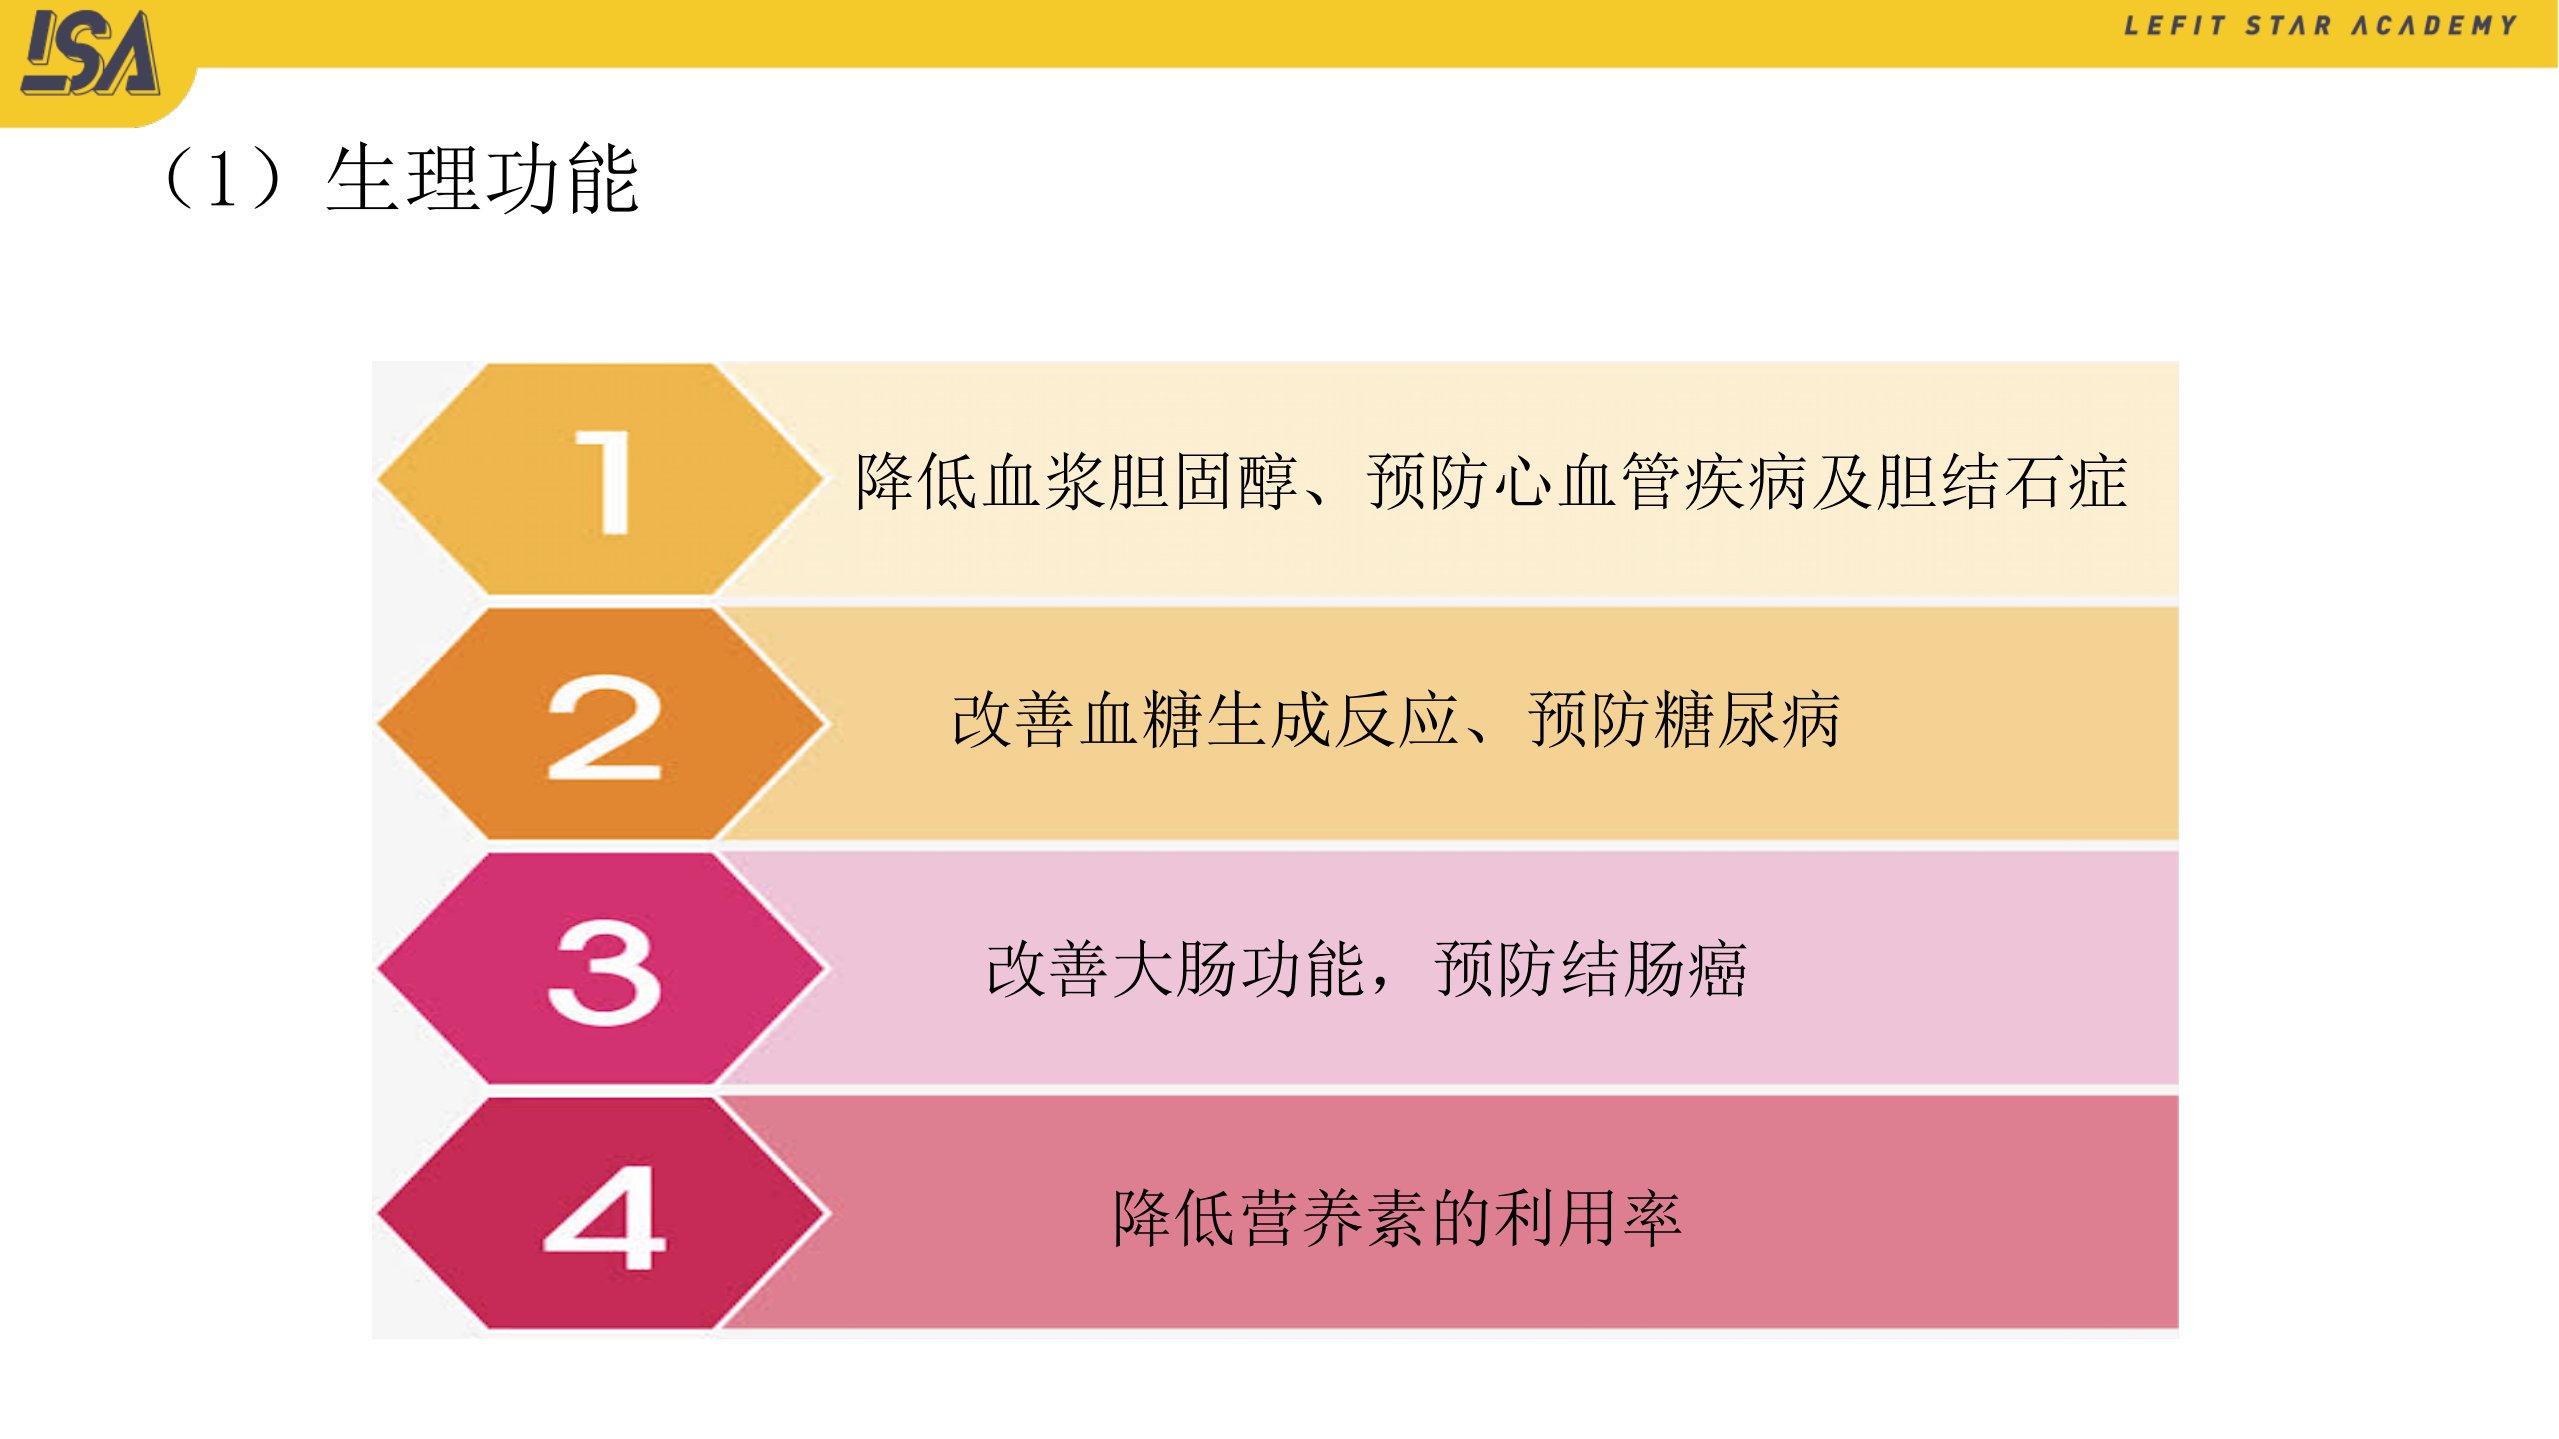 LSA
LEFIT STAR ACADEMY
（1）生理功能
1
降低血浆胆固醇、预防心血管疾病及胆结石症
2
改善血糖生成反应、预防糖尿病
3
改善大肠功能，预防结肠癌
4
降低营养素的利用率